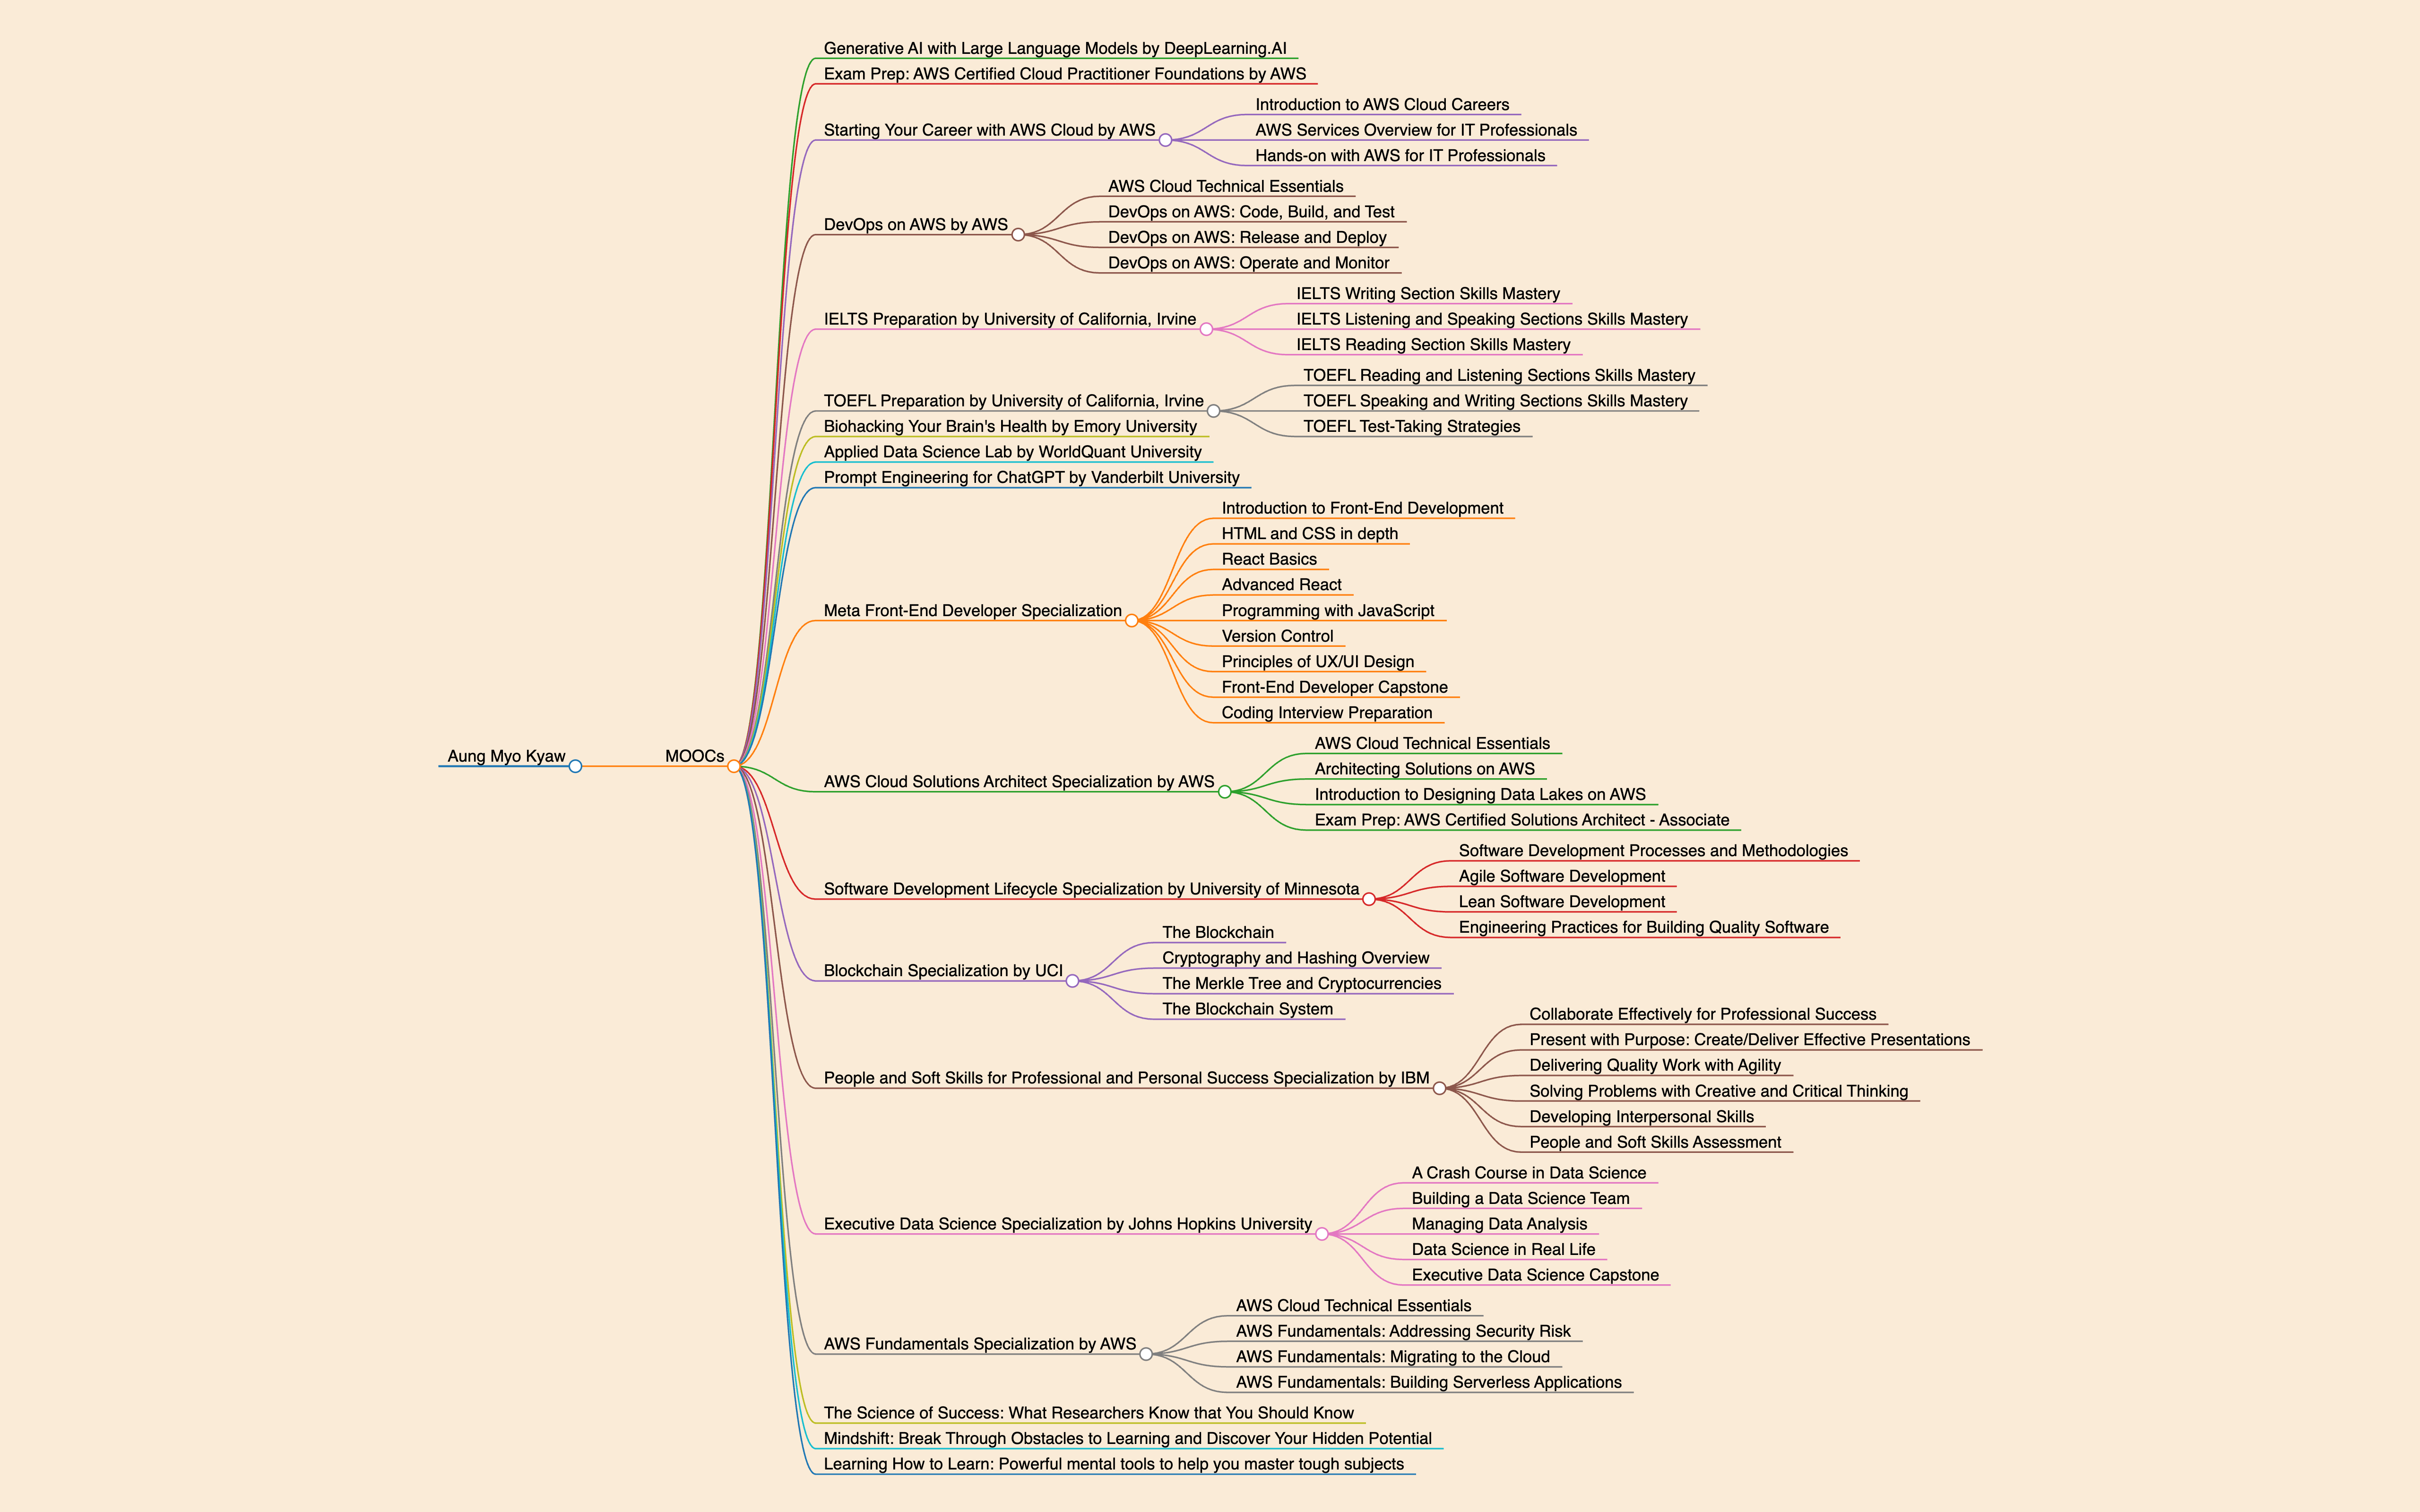 Aung Myo Kyaw
MOOCs
Generative AI with Large Language Models by DeepLearning.AI
Exam Prep: AWS Certified Cloud Practitioner Foundations by AWS
Starting Your Career with AWS Cloud by AWS
Introduction to AWS Cloud Careers
AWS Services Overview for IT Professionals
Hands-on with AWS for IT Professionals
DevOps on AWS by AWS
AWS Cloud Technical Essentials
DevOps on AWS: Code, Build, and Test
DevOps on AWS: Release and Deploy
DevOps on AWS: Operate and Monitor
IELTS Preparation by University of California, Irvine
IELTS Writing Section Skills Mastery
IELTS Listening and Speaking Sections Skills Mastery
IELTS Reading Section Skills Mastery
TOEFL Preparation by University of California, Irvine
TOEFL Reading and Listening Sections Skills Mastery
TOEFL Speaking and Writing Sections Skills Mastery
TOEFL Test-Taking Strategies
Biohacking Your Brain's Health by Emory University
Applied Data Science Lab by WorldQuant University
Prompt Engineering for ChatGPT by Vanderbilt University
Meta Front-End Developer Specialization
Introduction to Front-End Development
HTML and CSS in depth
React Basics
Advanced React
Programming with JavaScript
Version Control
Principles of UX/UI Design
Front-End Developer Capstone
Coding Interview Preparation
AWS Cloud Solutions Architect Specialization by AWS
AWS Cloud Technical Essentials
Architecting Solutions on AWS
Introduction to Designing Data Lakes on AWS
Exam Prep: AWS Certified Solutions Architect - Associate
Software Development Lifecycle Specialization by University of Minnesota
Software Development Processes and Methodologies
Agile Software Development
Lean Software Development
Engineering Practices for Building Quality Software
Blockchain Specialization by UCI
The Blockchain
Cryptography and Hashing Overview
The Merkle Tree and Cryptocurrencies
The Blockchain System
People and Soft Skills for Professional and Personal Success Specialization by IBM
Collaborate Effectively for Professional Success
Present with Purpose: Create/Deliver Effective Presentations
Delivering Quality Work with Agility
Solving Problems with Creative and Critical Thinking
Developing Interpersonal Skills
People and Soft Skills Assessment
Executive Data Science Specialization by Johns Hopkins University
A Crash Course in Data Science
Building a Data Science Team
Managing Data Analysis
Data Science in Real Life
Executive Data Science Capstone
AWS Fundamentals Specialization by AWS
AWS Cloud Technical Essentials
AWS Fundamentals: Addressing Security Risk
AWS Fundamentals: Migrating to the Cloud
AWS Fundamentals: Building Serverless Applications
The Science of Success: What Researchers Know that You Should Know
Mindshift: Break Through Obstacles to Learning and Discover Your Hidden Potential
Learning How to Learn: Powerful mental tools to help you master tough subjects